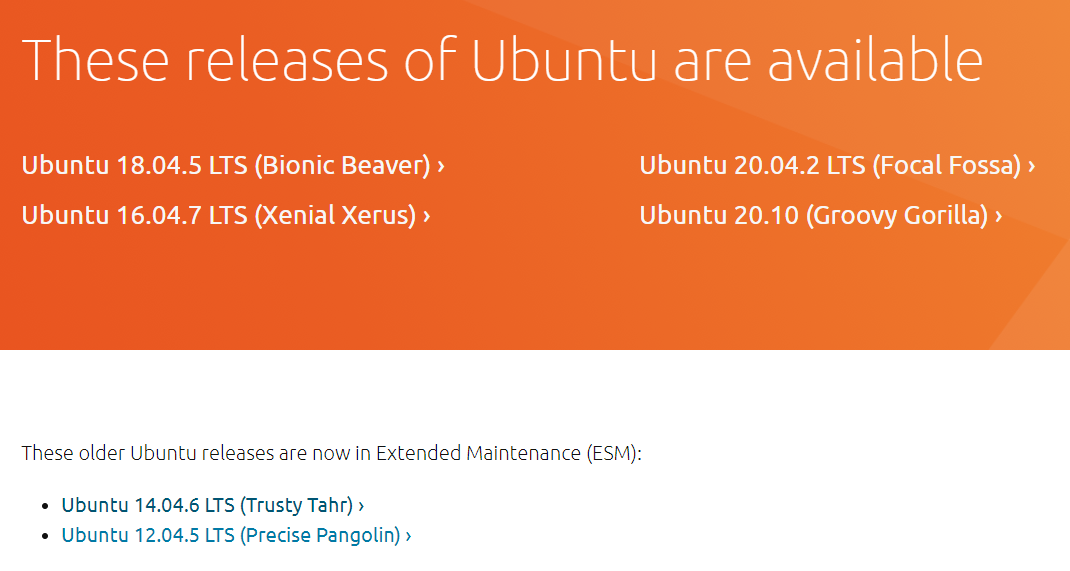 These releases of Ubuntu are available
Ubuntu 18.04.5 LTS (Bionic Beaver) ›
Ubuntu 20.04.2 LTS (Focal Fossa) ›
Ubuntu 16.04.7 LTS (Xenial Xerus) ›
Ubuntu 20.10 (Groovy Gorilla) ›
These older Ubuntu releases are now in Extended Maintenance (ESM):
• Ubuntu 14.04.6 LTS (Trusty Tahr) ›
• Ubuntu 12.04.5 LTS (Precise Pangolin) ›